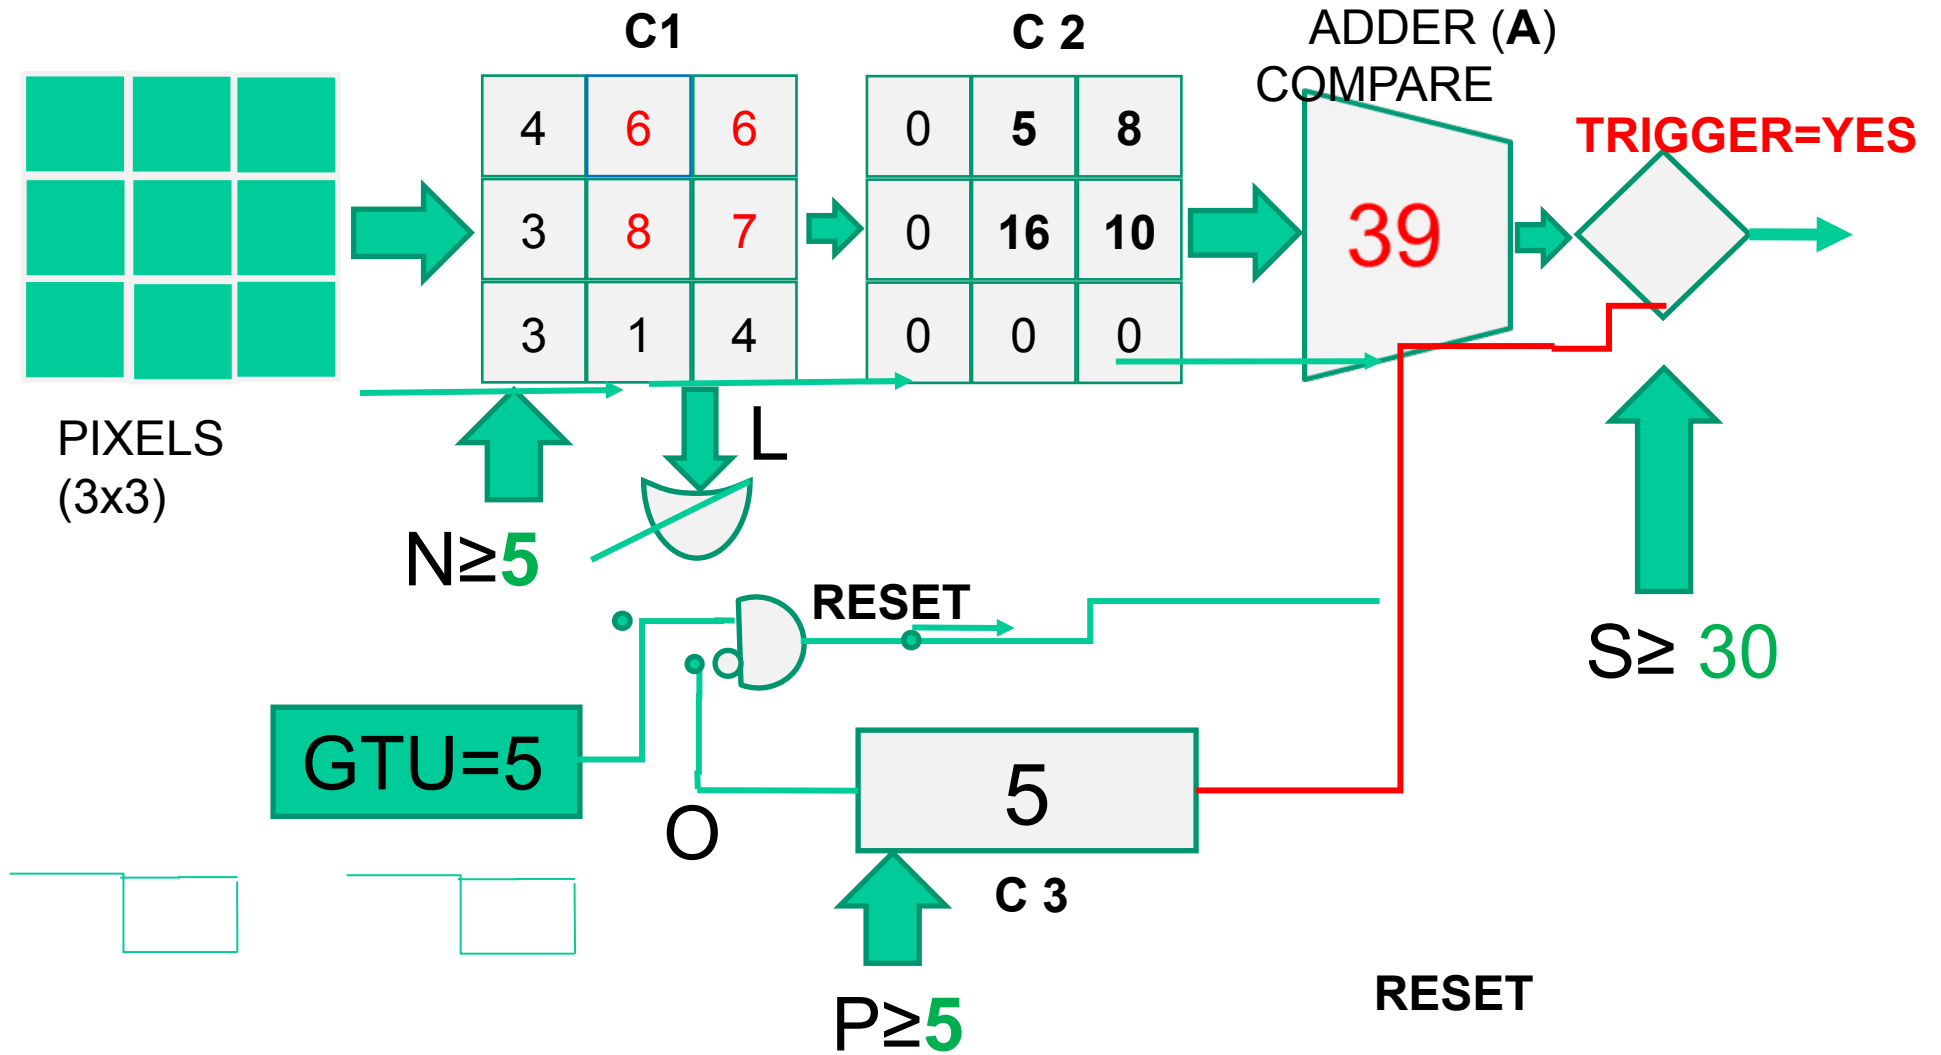 C1
C 2
ADDER (A)
COMPARE
TRIGGER=YES
4 6 6
0 5 8
3 8 7
0 16 10
39
3 1 4
0 0 0
PIXELS
(3x3)
L
N≥5
RESET
S≥ 30
GTU=5
5
O
C 3
P≥5
RESET